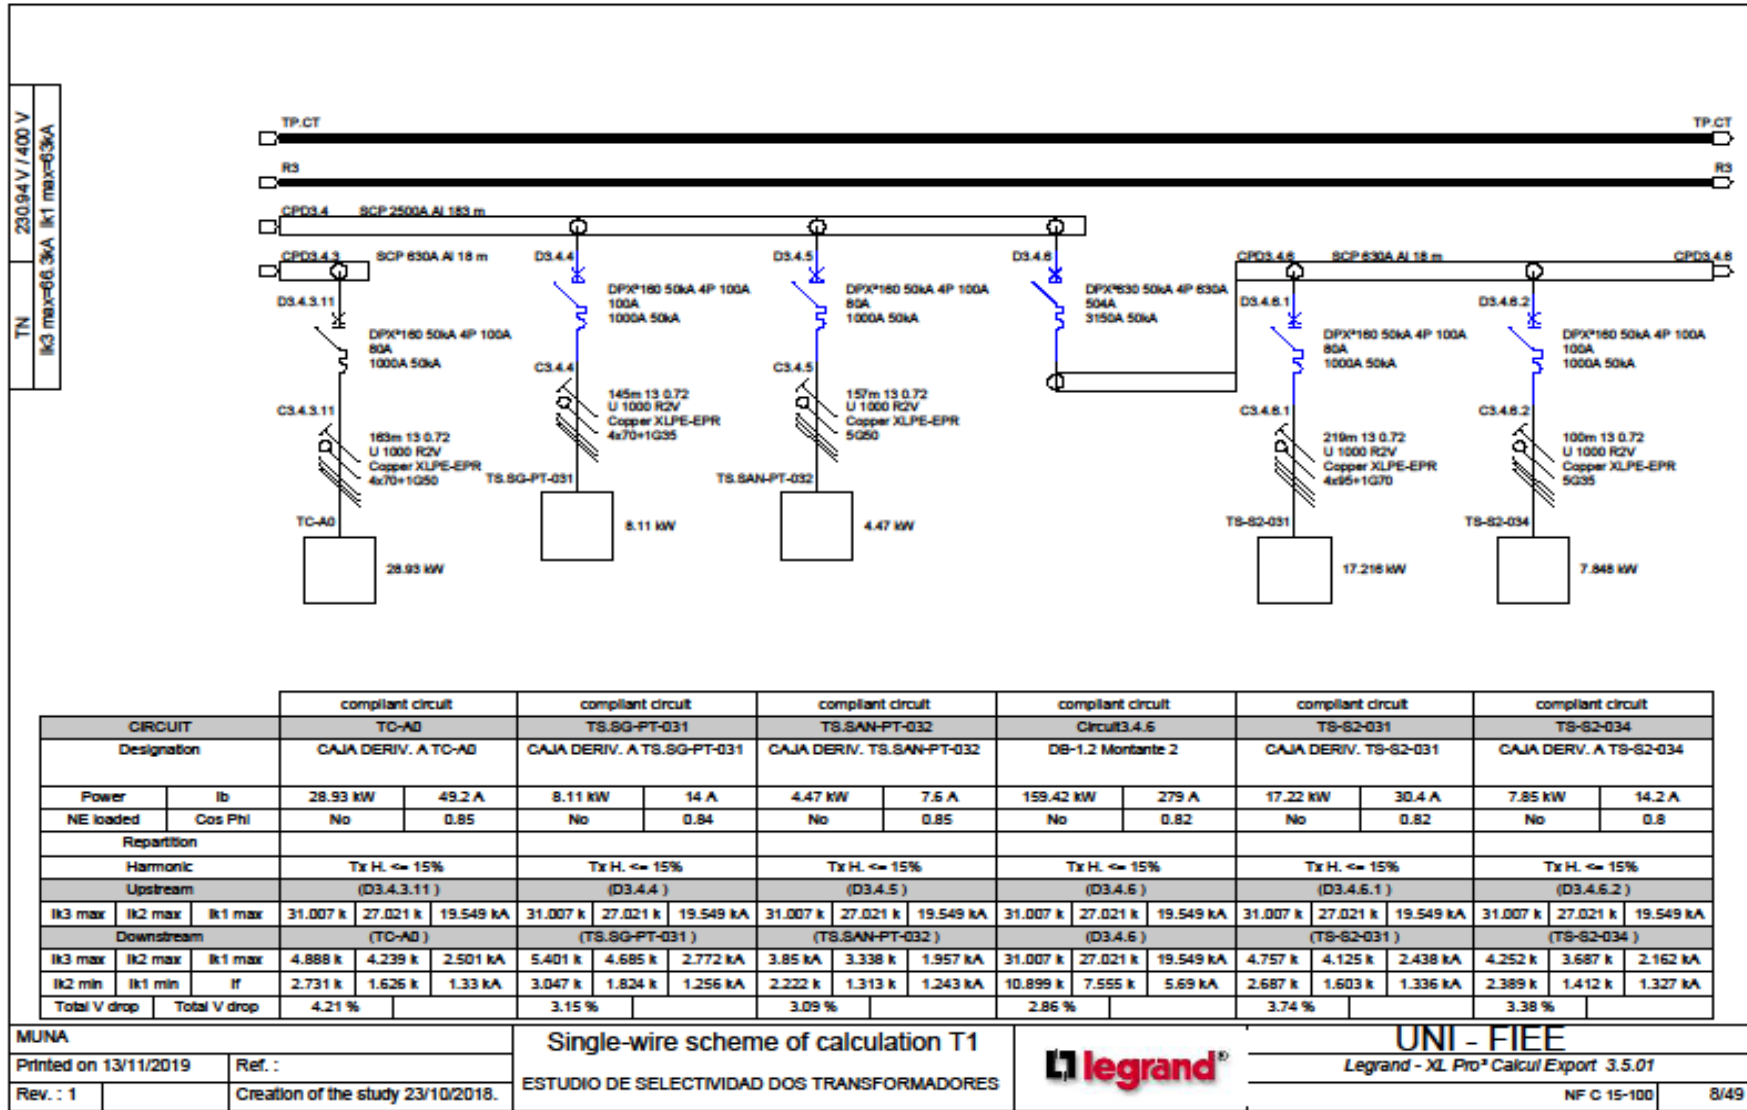 TN
230.94 V / 400 V
Ik3 max=66.3kA Ik1 max=63kA
TP.CT TP.CT
R3 R3
CPD3.4 SCP 2500A Al 183 m
CPD3.4.3 SCP 630A Al 18 m
D3.4.4
D3.4.5
D3.4.6
CPD3.4.6 SCP 630A Al 18 m CPD3.4.6
D3.4.3.11
DPX³160 50kA 4P 100A
80A
1000A 50kA
DPX³160 50kA 4P 100A
100A
1000A 50kA
DPX³160 50kA 4P 100A
80A
1000A 50kA
DPX³630 50kA 4P 630A
504A
3150A 50kA
D3.4.6.1
DPX³160 50kA 4P 100A
80A
1000A 50kA
D3.4.6.2
DPX³160 50kA 4P 100A
100A
1000A 50kA
C3.4.3.11
163m 13 0.72
U 1000 R2V
Copper XLPE-EPR
4x70+1G50
C3.4.4
145m 13 0.72
U 1000 R2V
Copper XLPE-EPR
4x70+1G35
C3.4.5
157m 13 0.72
U 1000 R2V
Copper XLPE-EPR
5G50
C3.4.6.1
219m 13 0.72
U 1000 R2V
Copper XLPE-EPR
4x95+1G70
C3.4.6.2
100m 13 0.72
U 1000 R2V
Copper XLPE-EPR
5G35
TC-A0
28.93 kW
TS.SG-PT-031
8.11 kW
TS.SAN-PT-032
4.47 kW
TS-S2-031
17.216 kW
TS-S2-034
7.848 kW
compliant circuit compliant circuit compliant circuit compliant circuit compliant circuit compliant circuit
CIRCUIT TC-A0 TS.SG-PT-031 TS.SAN-PT-032 Circuit3.4.6 TS-S2-031 TS-S2-034
Designation CAJA DERIV. A TC-A0 CAJA DERIV. A TS.SG-PT-031 CAJA DERIV. TS.SAN-PT-032 DB-1.2 Montante 2 CAJA DERIV. TS-S2-031 CAJA DERIV. A TS-S2-034
Power Ib 28.93 kW 49.2 A 8.11 kW 14 A 4.47 kW 7.6 A 159.42 kW 279 A 17.22 kW 30.4 A 7.85 kW 14.2 A
NE loaded Cos Phi No 0.85 No 0.84 No 0.85 No 0.82 No 0.82 No 0.8
Repartition
Harmonic Tx H. <= 15% Tx H. <= 15% Tx H. <= 15% Tx H. <= 15% Tx H. <= 15% Tx H. <= 15%
Upstream (D3.4.3.11 ) (D3.4.4 ) (D3.4.5 ) (D3.4.6 ) (D3.4.6.1 ) (D3.4.6.2 )
Ik3 max Ik2 max Ik1 max 31.007 k 27.021 k 19.549 kA 31.007 k 27.021 k 19.549 kA 31.007 k 27.021 k 19.549 kA 31.007 k 27.021 k 19.549 kA 31.007 k 27.021 k 19.549 kA 31.007 k 27.021 k 19.549 kA
Downstream (TC-A0 ) (TS.SG-PT-031 ) (TS.SAN-PT-032 ) (D3.4.6 ) (TS-S2-031 ) (TS-S2-034 )
Ik3 max Ik2 max Ik1 max 4.888 k 4.239 k 2.501 kA 5.401 k 4.685 k 2.772 kA 3.85 kA 3.338 k 1.957 kA 31.007 k 27.021 k 19.549 kA 4.757 k 4.125 k 2.438 kA 4.252 k 3.687 k 2.162 kA
Ik2 min Ik1 min If 2.731 k 1.626 k 1.33 kA 3.047 k 1.824 k 1.256 kA 2.222 k 1.313 k 1.243 kA 10.899 k 7.555 k 5.69 kA 2.687 k 1.603 k 1.336 kA 2.389 k 1.412 k 1.327 kA
Total V drop Total V drop 4.21 % 3.15 % 3.09 % 2.86 % 3.74 % 3.38 %
MUNA
Printed on 13/11/2019 Ref. :
Rev. : 1 Creation of the study 23/10/2018.
Single-wire scheme of calculation T1
ESTUDIO DE SELECTIVIDAD DOS TRANSFORMADORES
legrand®
UNI - FIEE
Legrand - XL Pro³ Calcul Export 3.5.01
NF C 15-100 8/49